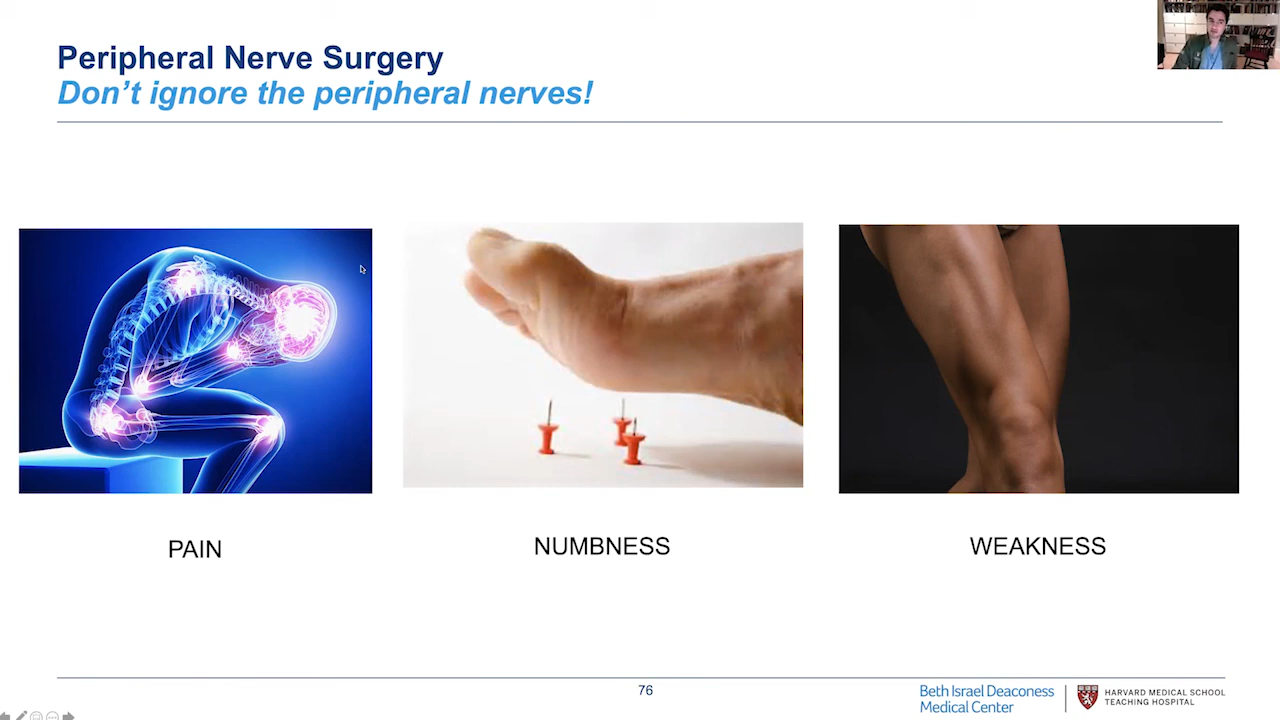 Peripheral Nerve Surgery
Don’t ignore the peripheral nerves!
PAIN
NUMBNESS
WEAKNESS
76
Beth Israel Deaconess
Medical Center
HARVARD MEDICAL SCHOOL
TEACHING HOSPITAL